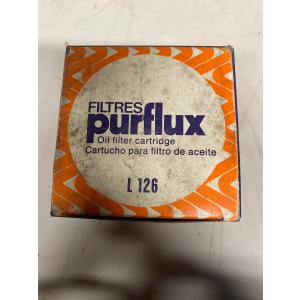 FILTRES
purflux
Oil filter cartridge
Cartucho para filtro de aceite
L 126